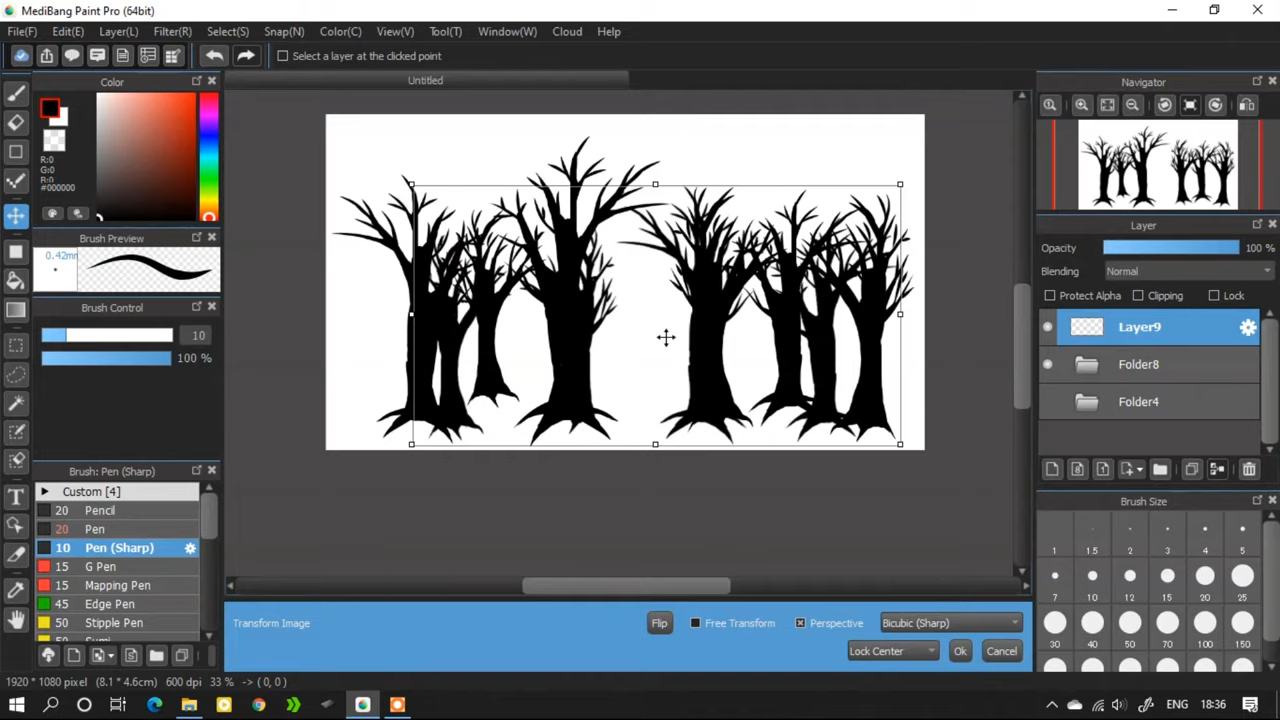 MediBang Paint Pro (64bit)
File(F) Edit(E) Layer(L) Filter(R) Select(S) Snap(N) Color(C) View(V) Tool(T) Window(W) Cloud Help
Select a layer at the clicked point
Color
Untitled
Navigator
R:0
G:0
B:0
#000000
Brush Preview
0.42mm
Layer
Opacity 100 %
Blending Normal
Protect Alpha Clipping Lock
Brush Control
10
100 %
Layer9
Folder8
Folder4
Brush: Pen (Sharp)
Custom [4]
20 Pencil
20 Pen
10 Pen (Sharp)
15 G Pen
15 Mapping Pen
45 Edge Pen
50 Stipple Pen
50 Sumi
Brush Size
1 1.5 2 3 4 5
7 10 12 15 20 25
30 40 50 70 100 150
Transform Image
Flip Free Transform Perspective Bicubic (Sharp)
Lock Center Ok Cancel
1920 * 1080 pixel (8.1 * 4.6cm) 600 dpi 33 % -> ( 0, 0 )
ENG 18:36